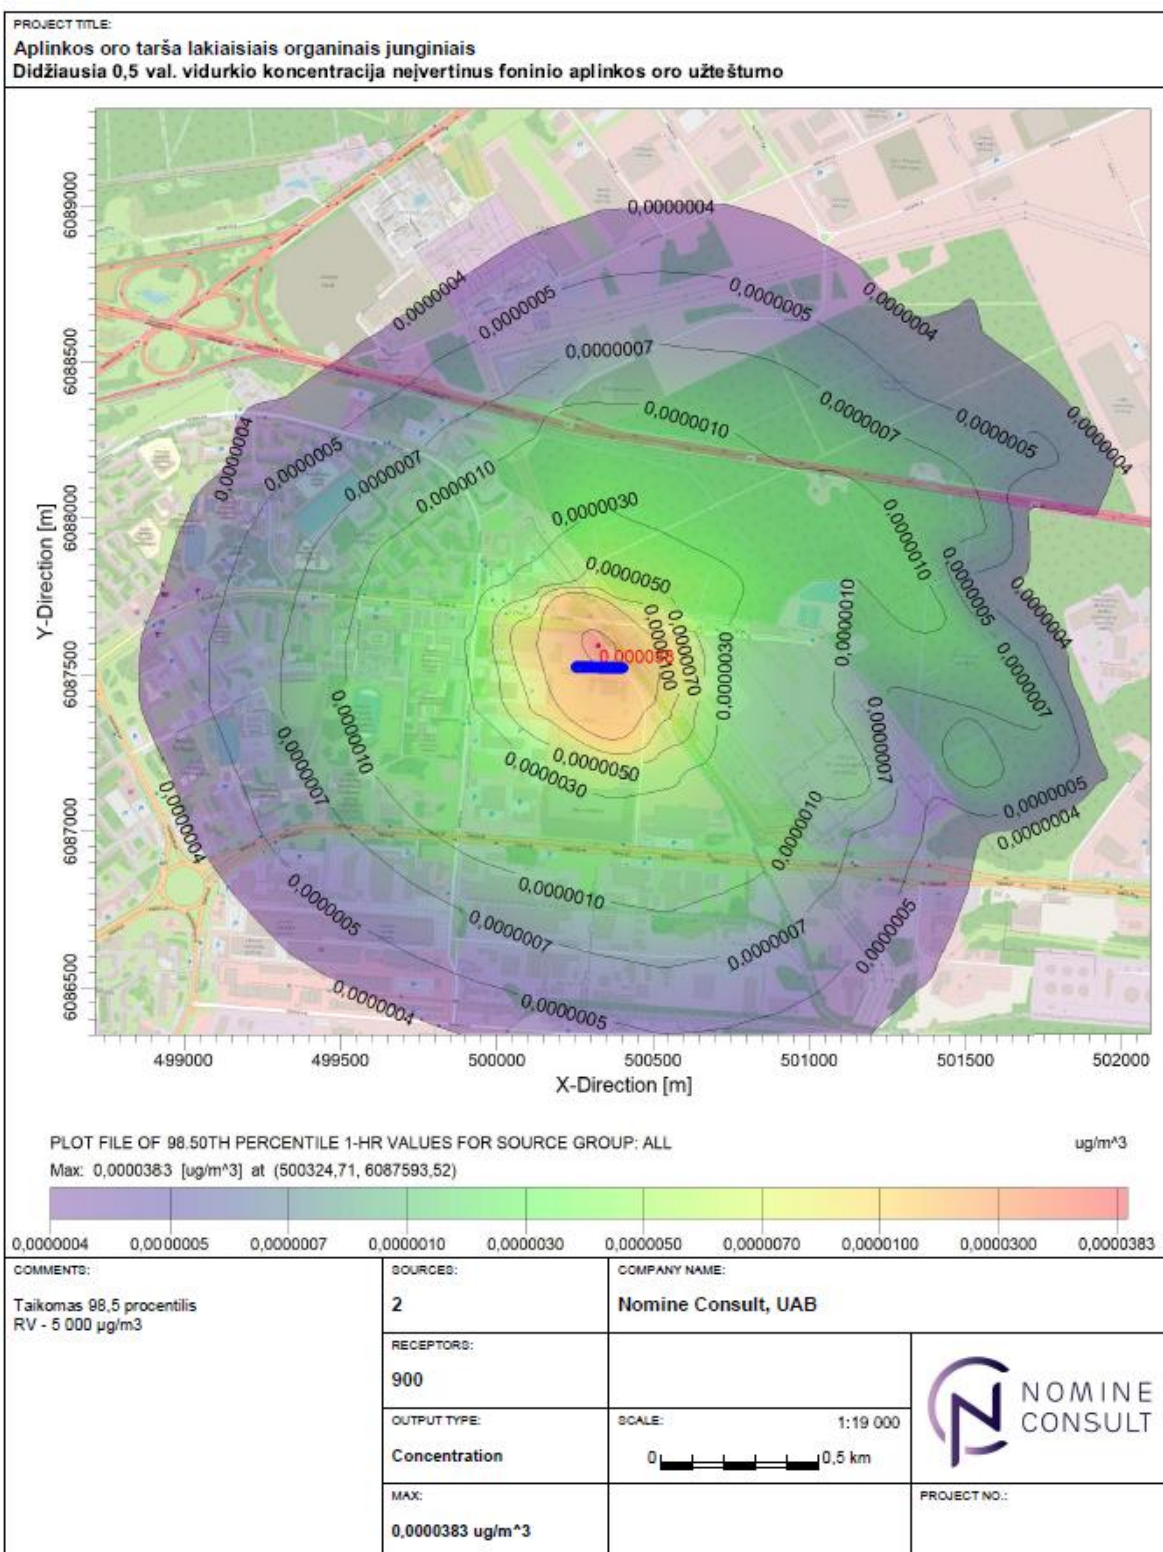 PROJECT TITLE:
Aplinkos oro tarša lakiaisiais organinais junginiais
Didžiausia 0,5 val. vidurkio koncentracija neįvertinus foninio aplinkos oro užterštumo
Y-Direction [m]
6089000
6088500
6088000
6087500
6087000
6086500
0,0000004
0,0000004
0,0000005
0,0000005
0,0000004
0,0000007
0,0000010
0,0000007
0,0000005
0,0000004
0,0000004
0,0000005
0,0000007
0,0000010
0,0000030
0,0000010
0,0000050
0,0000005
0,0000010
0,0000004
0,0000100
0,0000070
0,0000030
0,0000007
0,0000010
0,0000007
0,0000007
0,0000050
0,0000030
0,0000004
0,0000010
0,0000005
0,0000004
0,0000005
0,0000010
0,0000007
0,0000007
0,0000005
0,0000004
0,0000005
499000 499500 500000 500500 501000 501500 502000
X-Direction [m]
PLOT FILE OF 98.50TH PERCENTILE 1-HR VALUES FOR SOURCE GROUP: ALL ug/m^3
Max: 0,0000383 [ug/m^3] at (500324,71, 6087593,52)
0,0000004 0,0000005 0,0000007 0,0000010 0,0000030 0,0000050 0,0000070 0,0000100 0,0000300 0,0000383
COMMENTS:
Taikomas 98,5 procentilis
RV - 5 000 µg/m3
SOURCES:
2
COMPANY NAME:
Nomine Consult, UAB
RECEPTORS:
900
OUTPUT TYPE:
Concentration
SCALE: 1:19 000
0 0,5 km
NOMINE
CONSULT
MAX:
0,0000383 ug/m^3
PROJECT NO.: